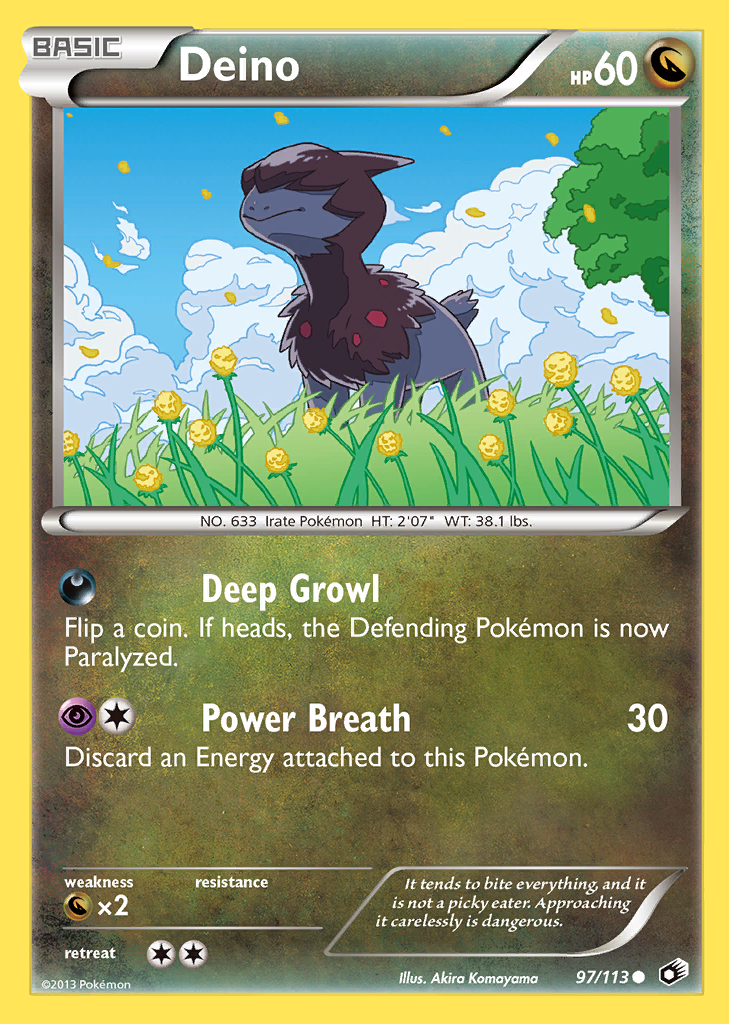 BASIC
Deino
HP60
NO. 633 Irate Pokémon HT: 2'07" WT: 38.1 lbs.
Deep Growl
Flip a coin. If heads, the Defending Pokémon is now
Paralyzed.
Power Breath 30
Discard an Energy attached to this Pokémon.
weakness resistance
×2
retreat
It tends to bite everything, and it
is not a picky eater. Approaching
it carelessly is dangerous.
Illus. Akira Komayama 97/113
©2013 Pokémon